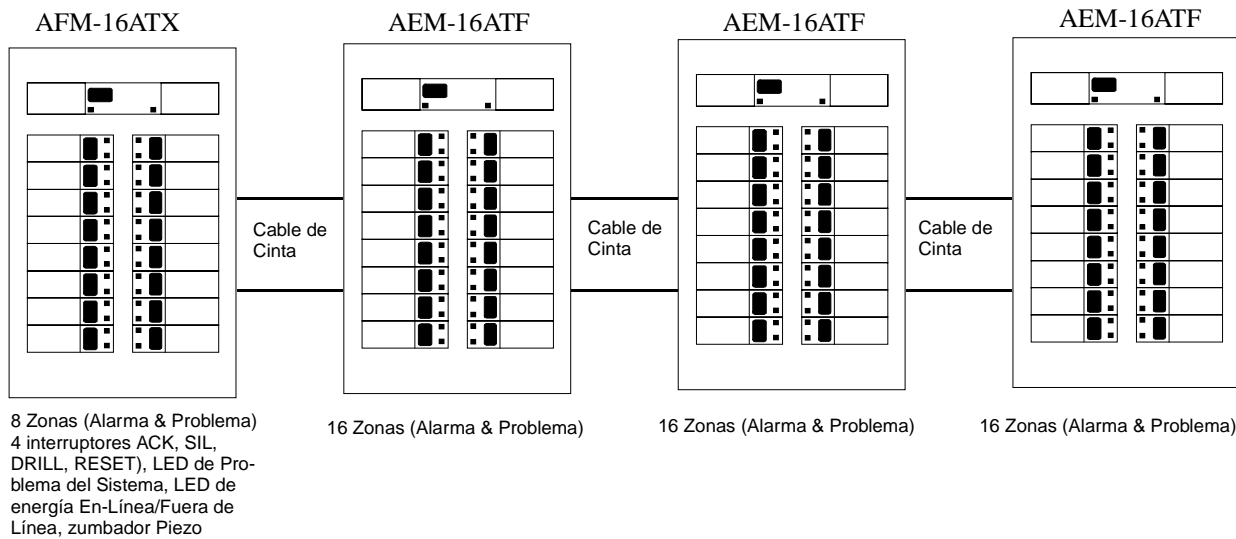 AFM-16ATX
AEM-16ATF
AEM-16ATF
AEM-16ATF
Cable de
Cinta
Cable de
Cinta
Cable de
Cinta
8 Zonas (Alarma & Problema)
4 interruptores ACK, SIL,
DRILL, RESET), LED de Pro-
blema del Sistema, LED de
energía En-Línea/Fuera de
Línea, zumbador Piezo
16 Zonas (Alarma & Problema)
16 Zonas (Alarma & Problema)
16 Zonas (Alarma & Problema)